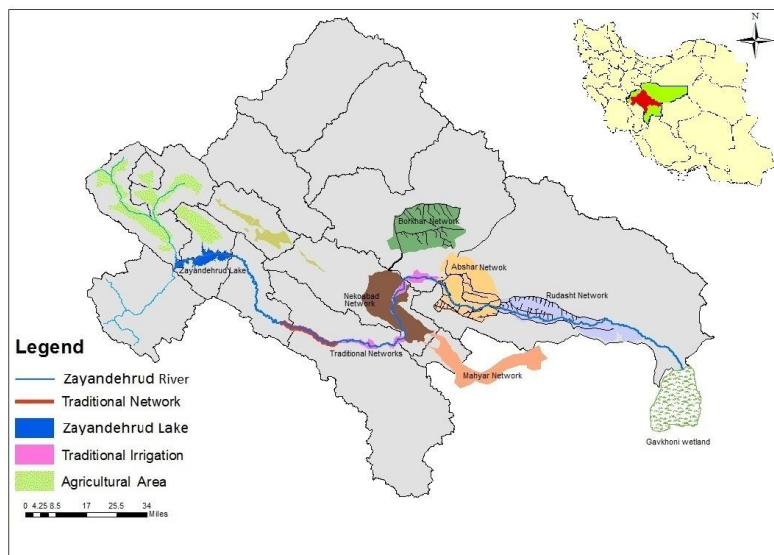 N
Borkhar Network
Zayandehrud Lake
Abshar Netwok
Nekoabad
Network
Rudasht Network
Traditional Networks
Mahyar Network
Gavkhoni wetland
Legend
Zayandehrud River
Traditional Network
Zayandehrud Lake
Traditional Irrigation
Agricultural Area
0 4.25 8.5 17 25.5 34
Miles